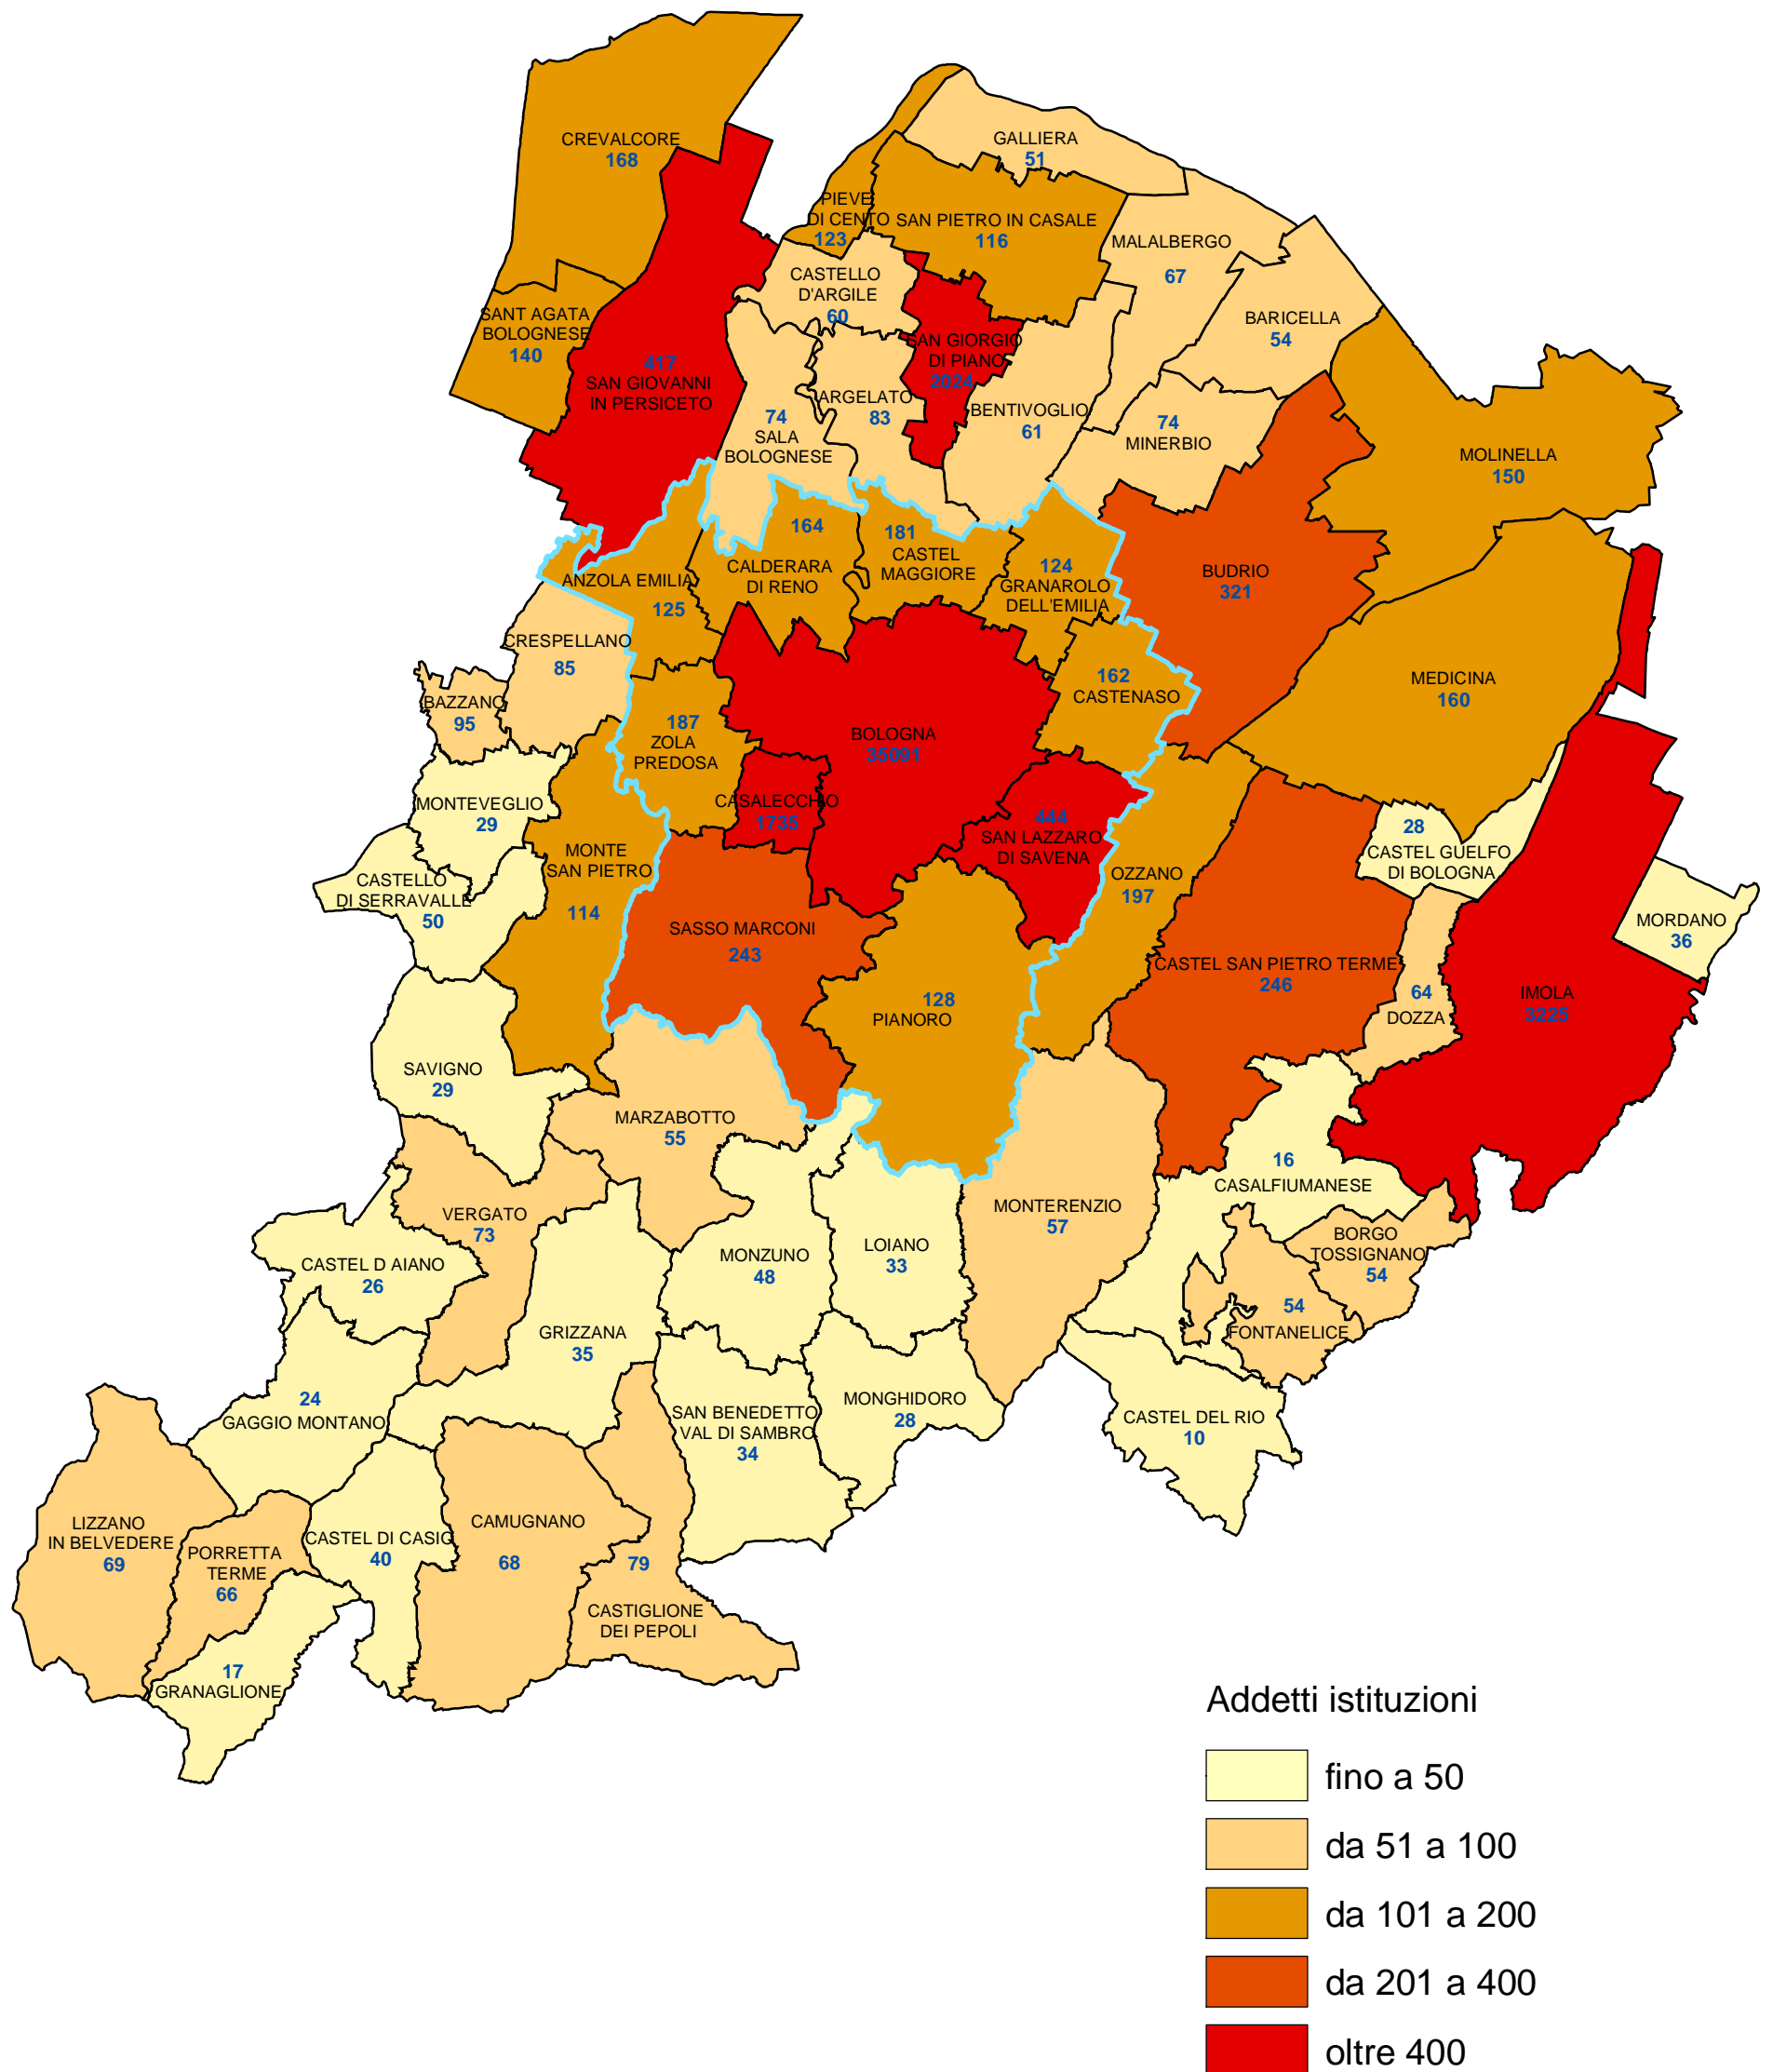 CREVALCORE
168
GALLIERA
51
PIEVE
DI CENTO
123
SAN PIETRO IN CASALE
116
MALALBERGO
67
CASTELLO
D'ARGILE
60
SANT AGATA
BOLOGNESE
140
BARICELLA
54
417
SAN GIOVANNI
IN PERSICETO
SAN GIORGIO
DI PIANO
2024
ARGELATO
83
BENTIVOGLIO
61
74
SALA
BOLOGNESE
74
MINERBIO
MOLINELLA
150
164
CALDERARA
DI RENO
181
CASTEL
MAGGIORE
124
GRANAROLO
DELL'EMILIA
BUDRIO
321
ANZOLA EMILIA
125
CRESPELLANO
85
BAZZANO
95
162
CASTENASO
MEDICINA
160
187
ZOLA
PREDOSA
BOLOGNA
35091
MONTEVEGLIO
29
CASALECCHIO
1735
444
SAN LAZZARO
DI SAVENA
28
CASTEL GUELFO
DI BOLOGNA
MONTE
SAN PIETRO
114
CASTELLO
DI SERRAVALLE
50
OZZANO
197
MORDANO
36
SASSO MARCONI
243
CASTEL SAN PIETRO TERME
246
64
DOZZA
IMOLA
3225
128
PIANORO
SAVIGNO
29
MARZABOTTO
55
16
CASALFIUMANESE
VERGATO
73
MONTERENZIO
57
BORGO
TOSSIGNANO
54
CASTEL D AIANO
26
MONZUNO
48
LOIANO
33
54
FONTANELICE
GRIZZANA
35
24
GAGGIO MONTANO
SAN BENEDETTO
VAL DI SAMBRO
34
MONGHIDORO
28
CASTEL DEL RIO
10
LIZZANO
IN BELVEDERE
69
PORRETTA
TERME
66
CASTEL DI CASIO
40
CAMUGNANO
68
79
CASTIGLIONE
DEI PEPOLI
17
GRANAGLIONE
Addetti istituzioni
fino a 50
da 51 a 100
da 101 a 200
da 201 a 400
oltre 400